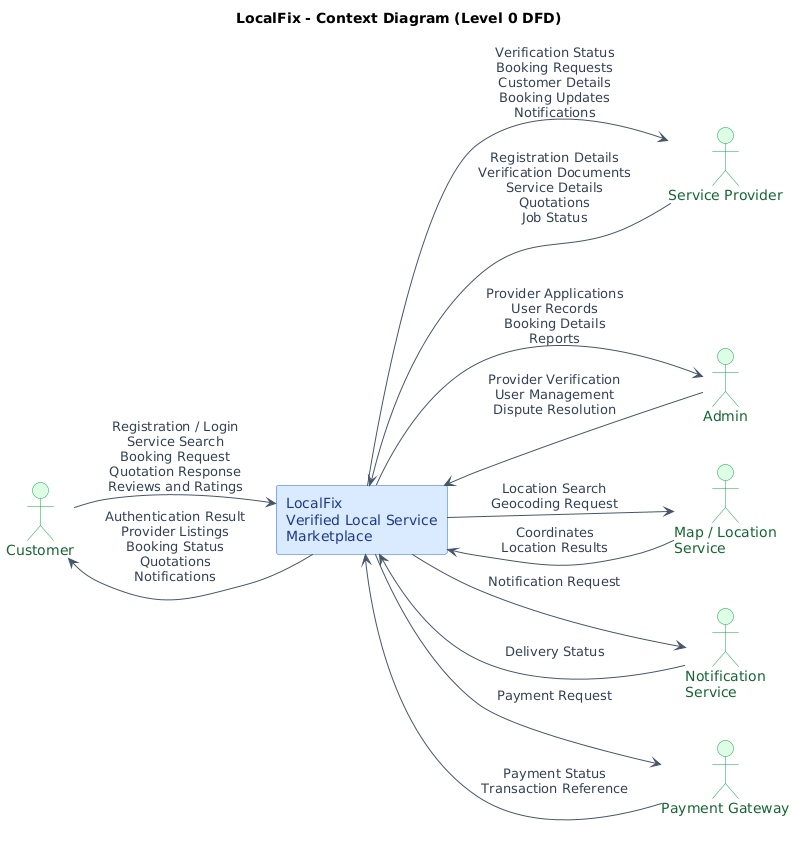 LocalFix - Context Diagram (Level 0 DFD)
Verification Status
Booking Requests
Customer Details
Booking Updates
Notifications
Registration Details
Verification Documents
Service Details
Quotations
Job Status
Service Provider
Provider Applications
User Records
Booking Details
Reports
Provider Verification
User Management
Dispute Resolution
Admin
Registration / Login
Service Search
Booking Request
Quotation Response
Reviews and Ratings
Authentication Result
Provider Listings
Booking Status
Quotations
Notifications
Customer
LocalFix
Verified Local Service
Marketplace
Location Search
Geocoding Request
Coordinates
Location Results
Map / Location
Service
Notification Request
Delivery Status
Notification
Service
Payment Request
Payment Status
Transaction Reference
Payment Gateway